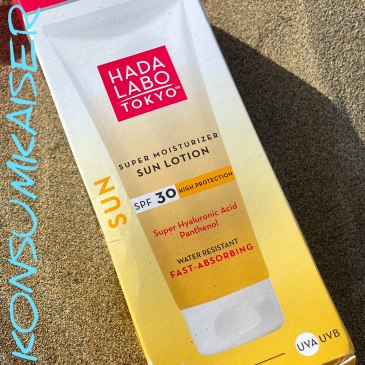 KONSUMKAISER
HADA
LABO
TOKYO™
SUPER MOISTURIZER
SUN LOTION
SUN
SPF 30 HIGH PROTECTION
Super Hyaluronic Acid
Panthenol
WATER RESISTANT
FAST-ABSORBING
UVA UVB